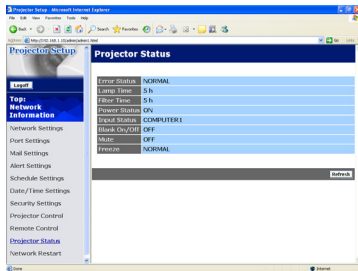 Projector Setup - Microsoft Internet Explorer
File Edit View Favorites Tools Help
Back Search Favorites
Go
Projector Setup
Logoff
Top:
Network
Information
Network Settings
Port Settings
Mail Settings
Alert Settings
Schedule Settings
Date/Time Settings
Security Settings
Projector Control
Remote Control
Projector Status
Network Restart
Projector Status
Error Status NORMAL
Lamp Time 5 h
Filter Time 5 h
Power Status ON
Input Status COMPUTER1
Blank On/Off OFF
Mute OFF
Freeze NORMAL
Refresh
Done
Internet